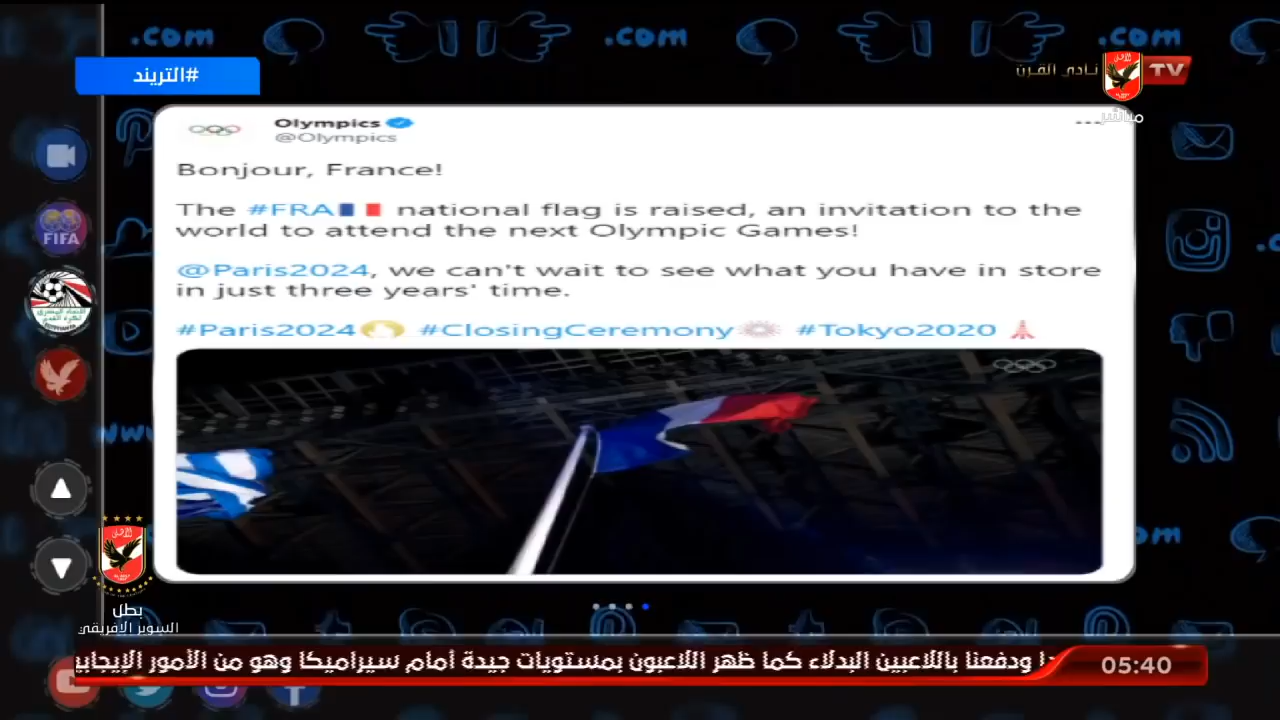 .com
.com
.com
#التريند
نادي القرن
TV
مباشر
Olympics
@Olympics
Bonjour, France!
The #FRA🇫🇷 national flag is raised, an invitation to the
world to attend the next Olympic Games!
@Paris2024, we can't wait to see what you have in store
in just three years' time.
#Paris2024 #ClosingCeremony #Tokyo2020
FIFA
بطل
السوبر الإفريقي
ودفعنا باللاعبين البدلاء كما ظهر اللاعبون بمستويات جيدة أمام سيراميكا وهو من الأمور
05:40